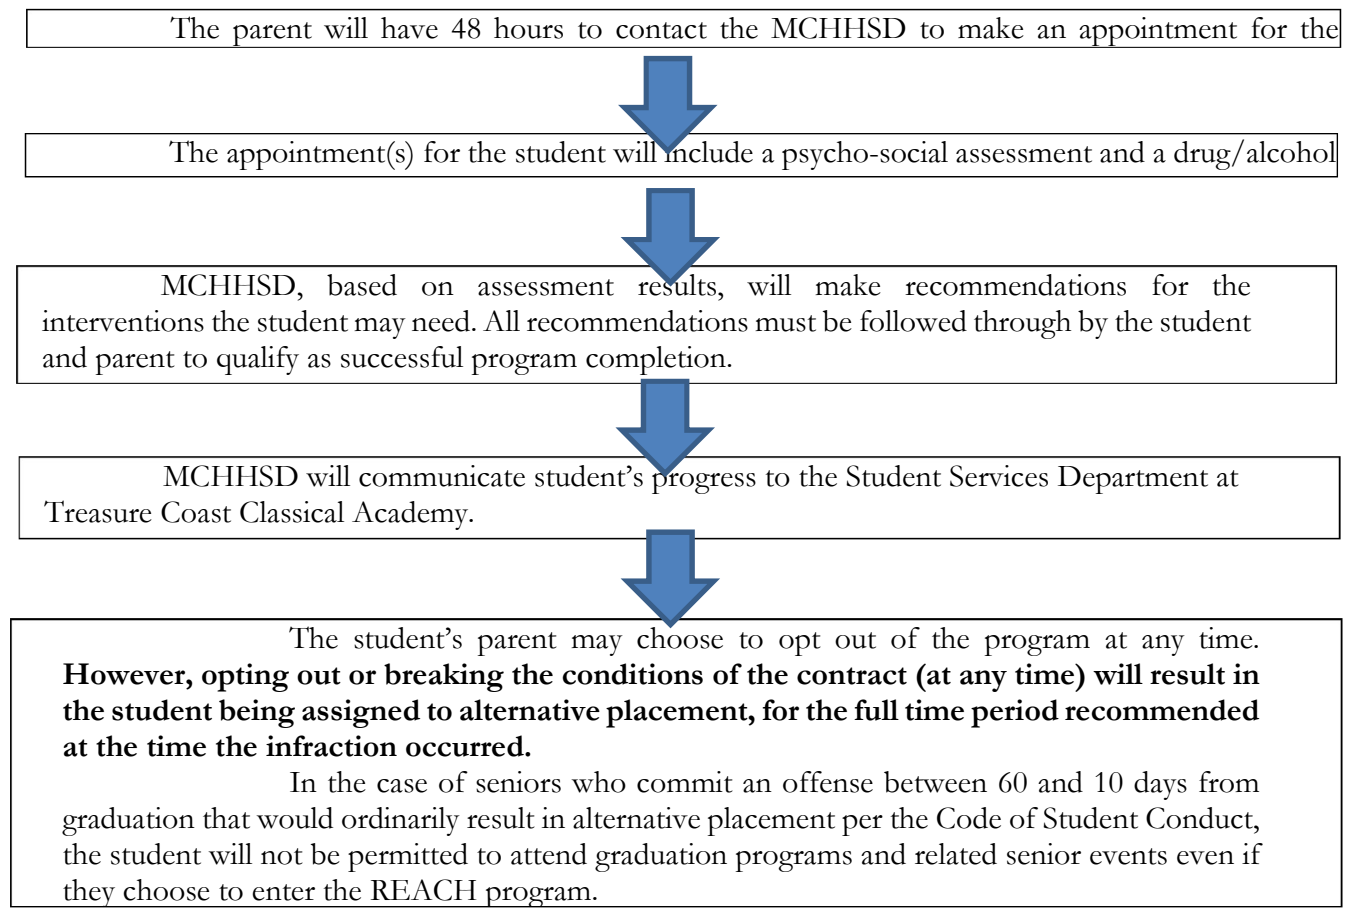 The parent will have 48 hours to contact the MCHHSD to make an appointment for the
The appointment(s) for the student will include a psycho-social assessment and a drug/alcohol
MCHHSD, based on assessment results, will make recommendations for the
interventions the student may need. All recommendations must be followed through by the student
and parent to qualify as successful program completion.
MCHHSD will communicate student’s progress to the Student Services Department at
Treasure Coast Classical Academy.
The student’s parent may choose to opt out of the program at any time.
However, opting out or breaking the conditions of the contract (at any time) will result in
the student being assigned to alternative placement, for the full time period recommended
at the time the infraction occurred.
In the case of seniors who commit an offense between 60 and 10 days from
graduation that would ordinarily result in alternative placement per the Code of Student Conduct,
the student will not be permitted to attend graduation programs and related senior events even if
they choose to enter the REACH program.